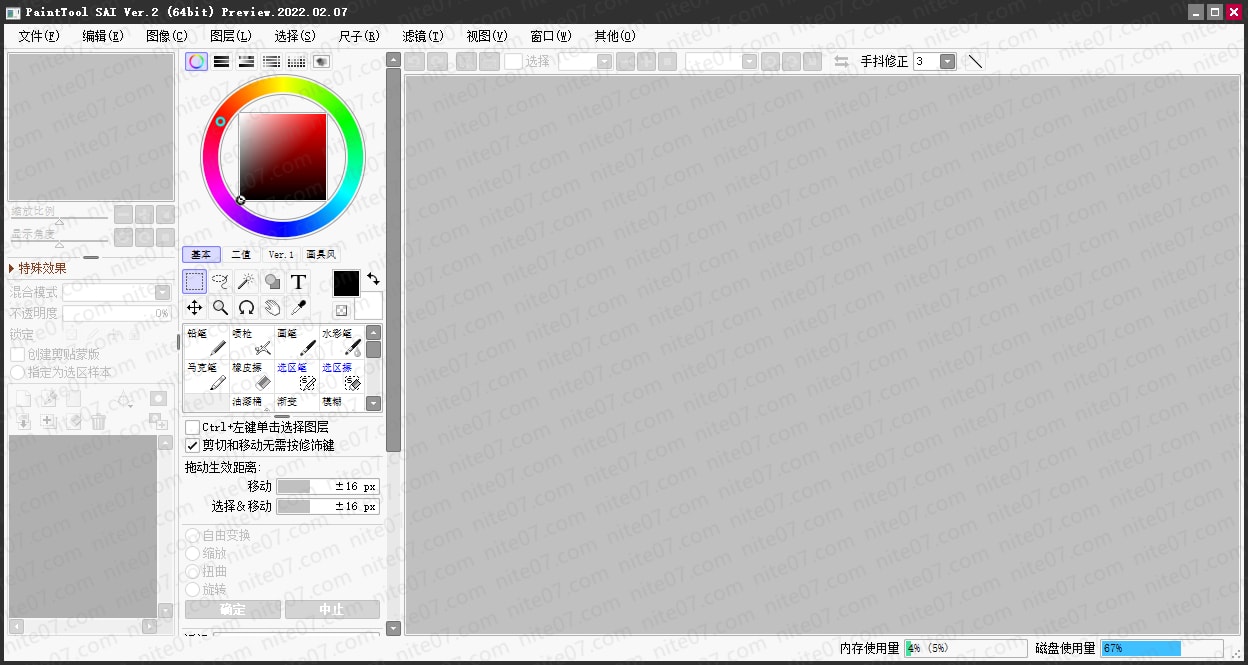 PaintTool SAI Ver.2 (64bit) Preview.2022.02.07
文件(F) 编辑(E) 图像(C) 图层(L) 选择(S) 尺子(R) 滤镜(T) 视图(V) 窗口(W) 其他(O)
选择 手抖修正 3
缩放比例
显示角度
特殊效果
混合模式
不透明度 0%
锁定
创建剪贴蒙版
指定为选区样本
基本 二值 Ver.1 画具风
T
铅笔 喷枪 画笔 水彩笔
马克笔 橡皮擦 选区笔 选区擦
油漆桶 渐变 模糊
Ctrl+左键单击选择图层
剪切和移动无需按修饰键
拖动生效距离:
移动 ±16 px
选择&移动 ±16 px
自由变换
缩放
扭曲
旋转
确定 中止
内存使用量 4% (5%) 磁盘使用量 67%
nite07.com